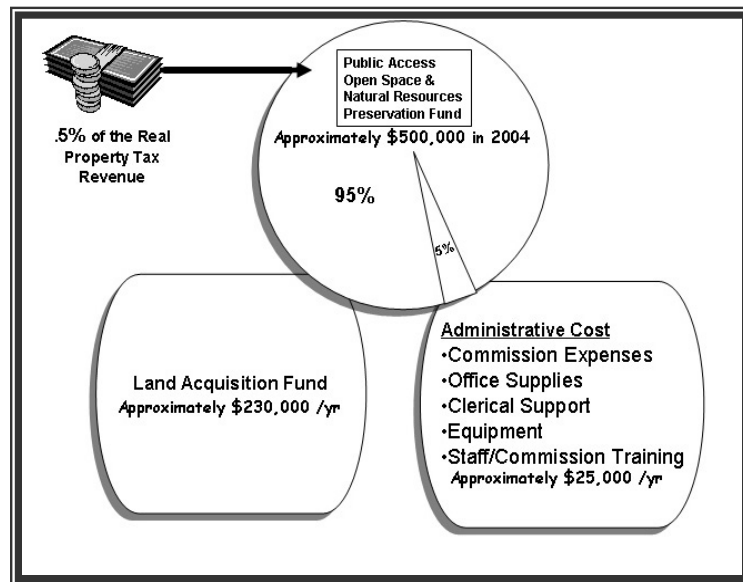 .5% of the Real
Property Tax
Revenue
Public Access
Open Space &
Natural Resources
Preservation Fund
Approximately $500,000 in 2004
95%
5%
Land Acquisition Fund
Approximately $230,000 /yr
Administrative Cost
•Commission Expenses
•Office Supplies
•Clerical Support
•Equipment
•Staff/Commission Training
Approximately $25,000 /yr